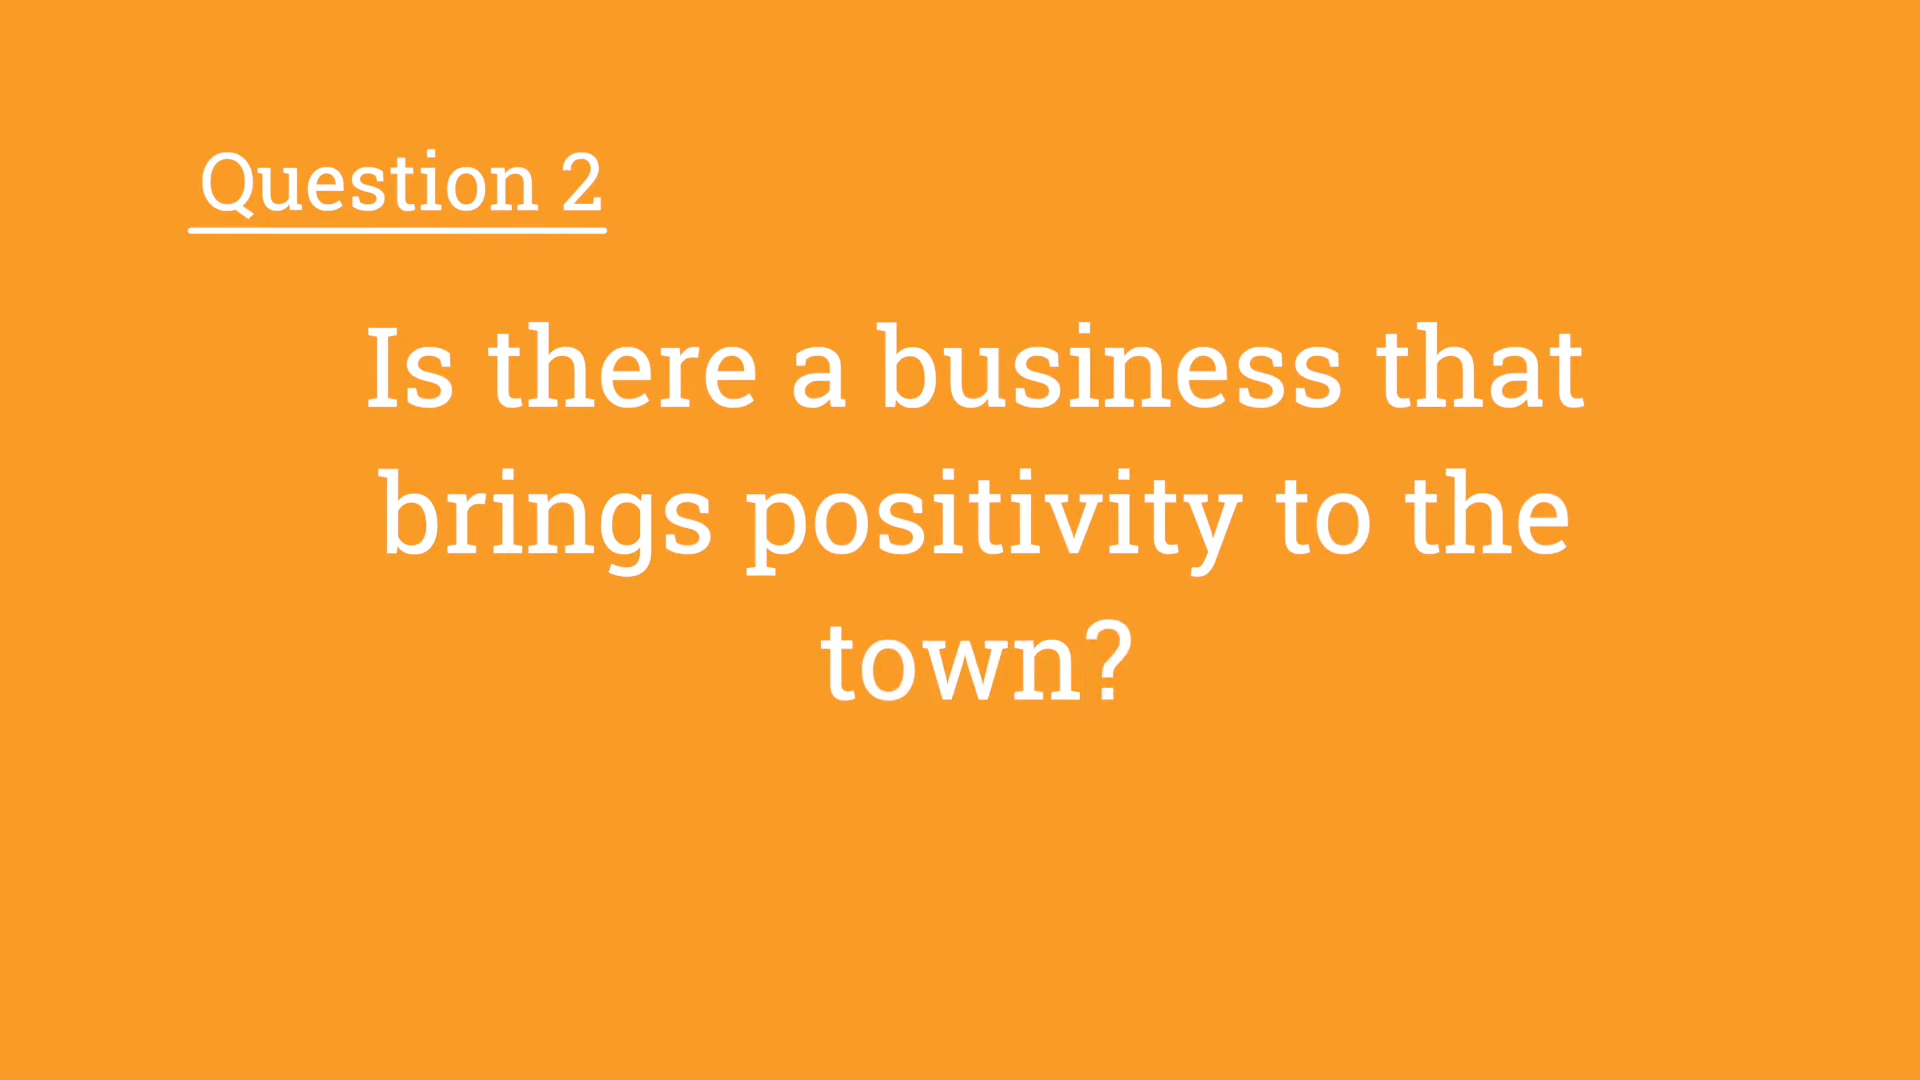 Question 2
Is there a business that
brings positivity to the
town?